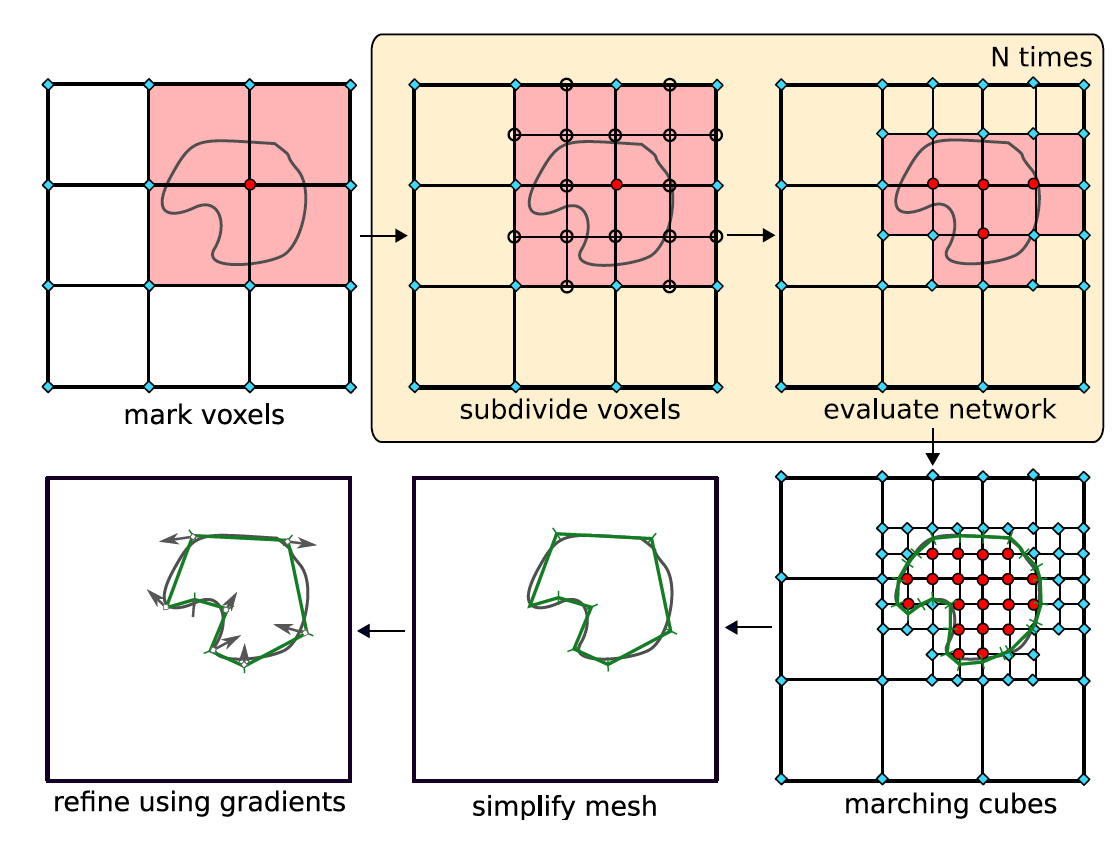 N times
mark voxels
subdivide voxels
evaluate network
refine using gradients
simplify mesh
marching cubes